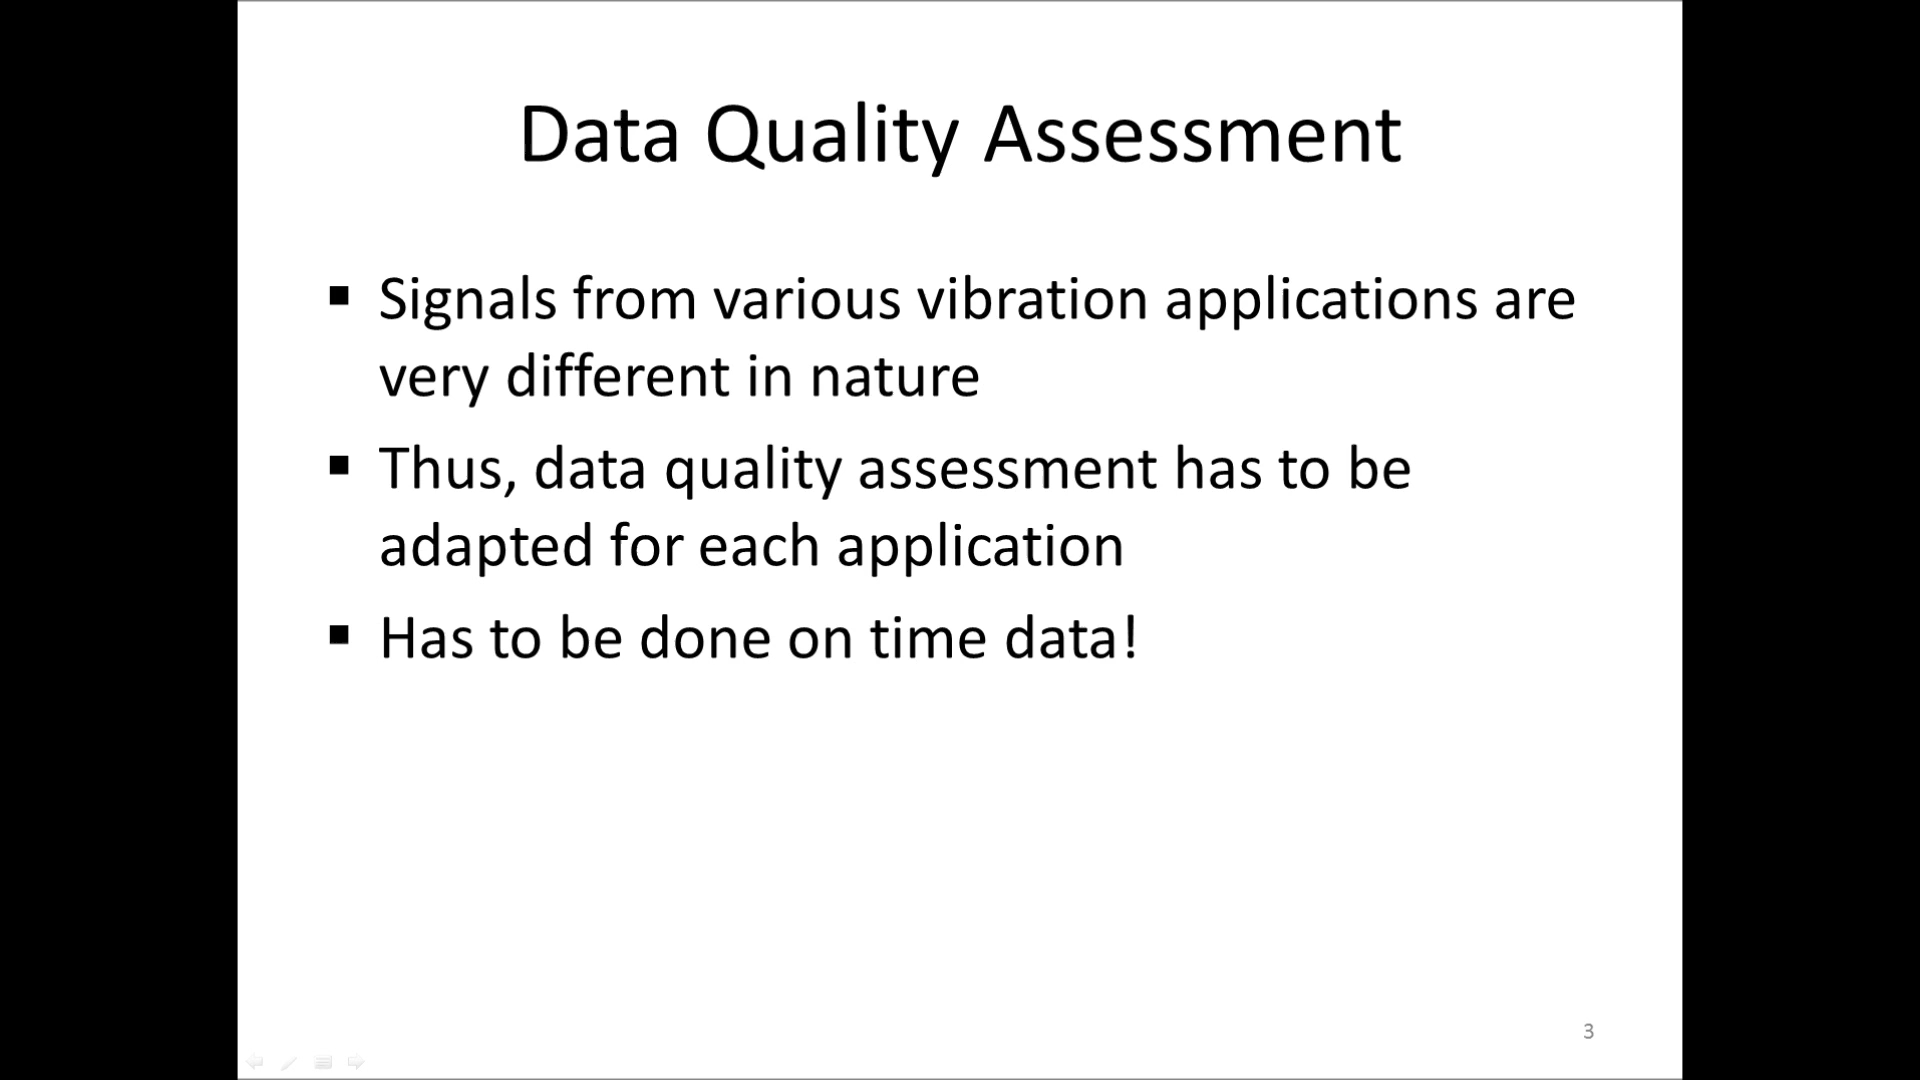 Data Quality Assessment
▪ Signals from various vibration applications are
very different in nature
▪ Thus, data quality assessment has to be
adapted for each application
▪ Has to be done on time data!
3